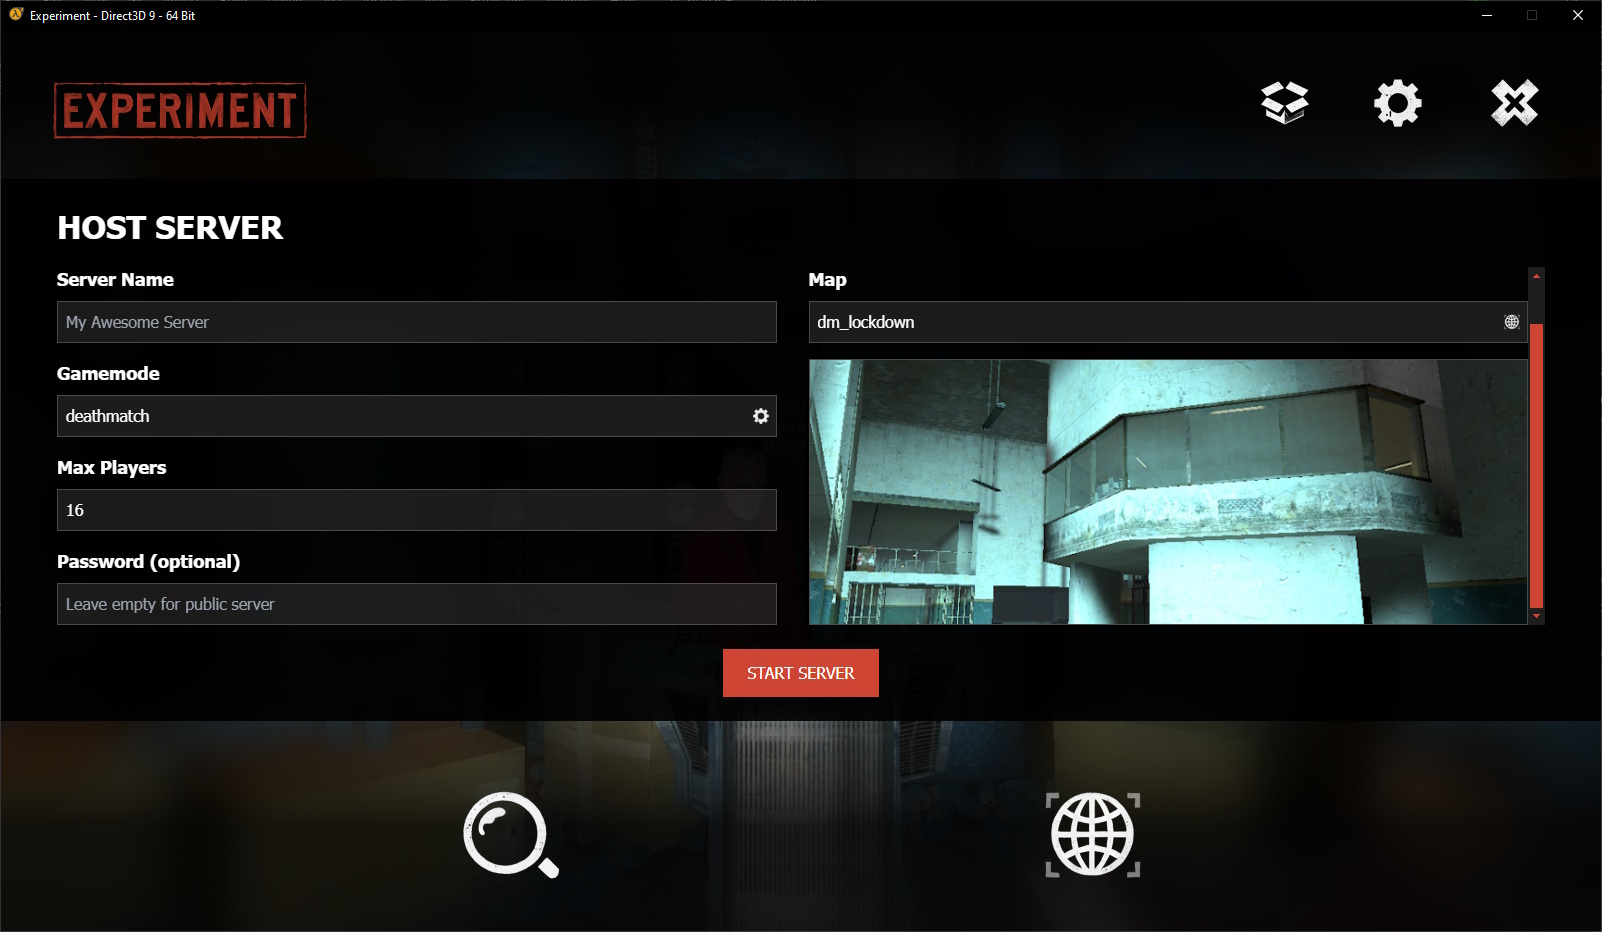 Experiment - Direct3D 9 - 64 Bit
EXPERIMENT
HOST SERVER
Server Name
My Awesome Server
Gamemode
deathmatch
Max Players
16
Password (optional)
Leave empty for public server
Map
dm_lockdown
START SERVER